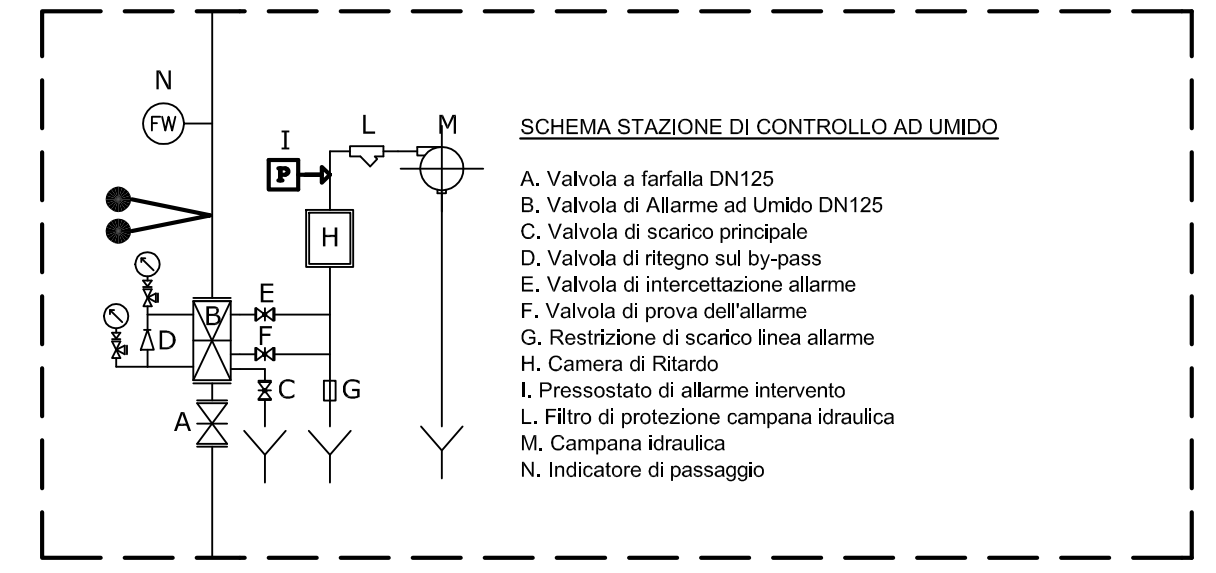 N
FW
I
L
M
P
H
E
B
F
D
C
G
A
SCHEMA STAZIONE DI CONTROLLO AD UMIDO
A. Valvola a farfalla DN125
B. Valvola di Allarme ad Umido DN125
C. Valvola di scarico principale
D. Valvola di ritegno sul by-pass
E. Valvola di intercettazione allarme
F. Valvola di prova dell'allarme
G. Restrizione di scarico linea allarme
H. Camera di Ritardo
I. Pressostato di allarme intervento
L. Filtro di protezione campana idraulica
M. Campana idraulica
N. Indicatore di passaggio